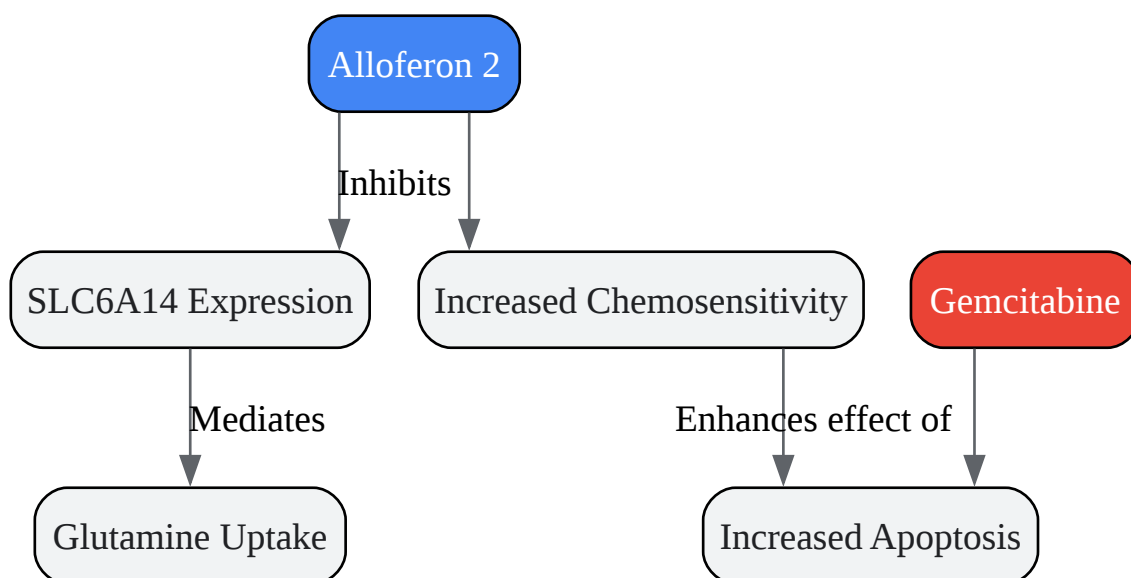 Alloferon 2
Inhibits
SLC6A14 Expression
Increased Chemosensitivity
Gemcitabine
Mediates
Enhances effect of
Glutamine Uptake
Increased Apoptosis